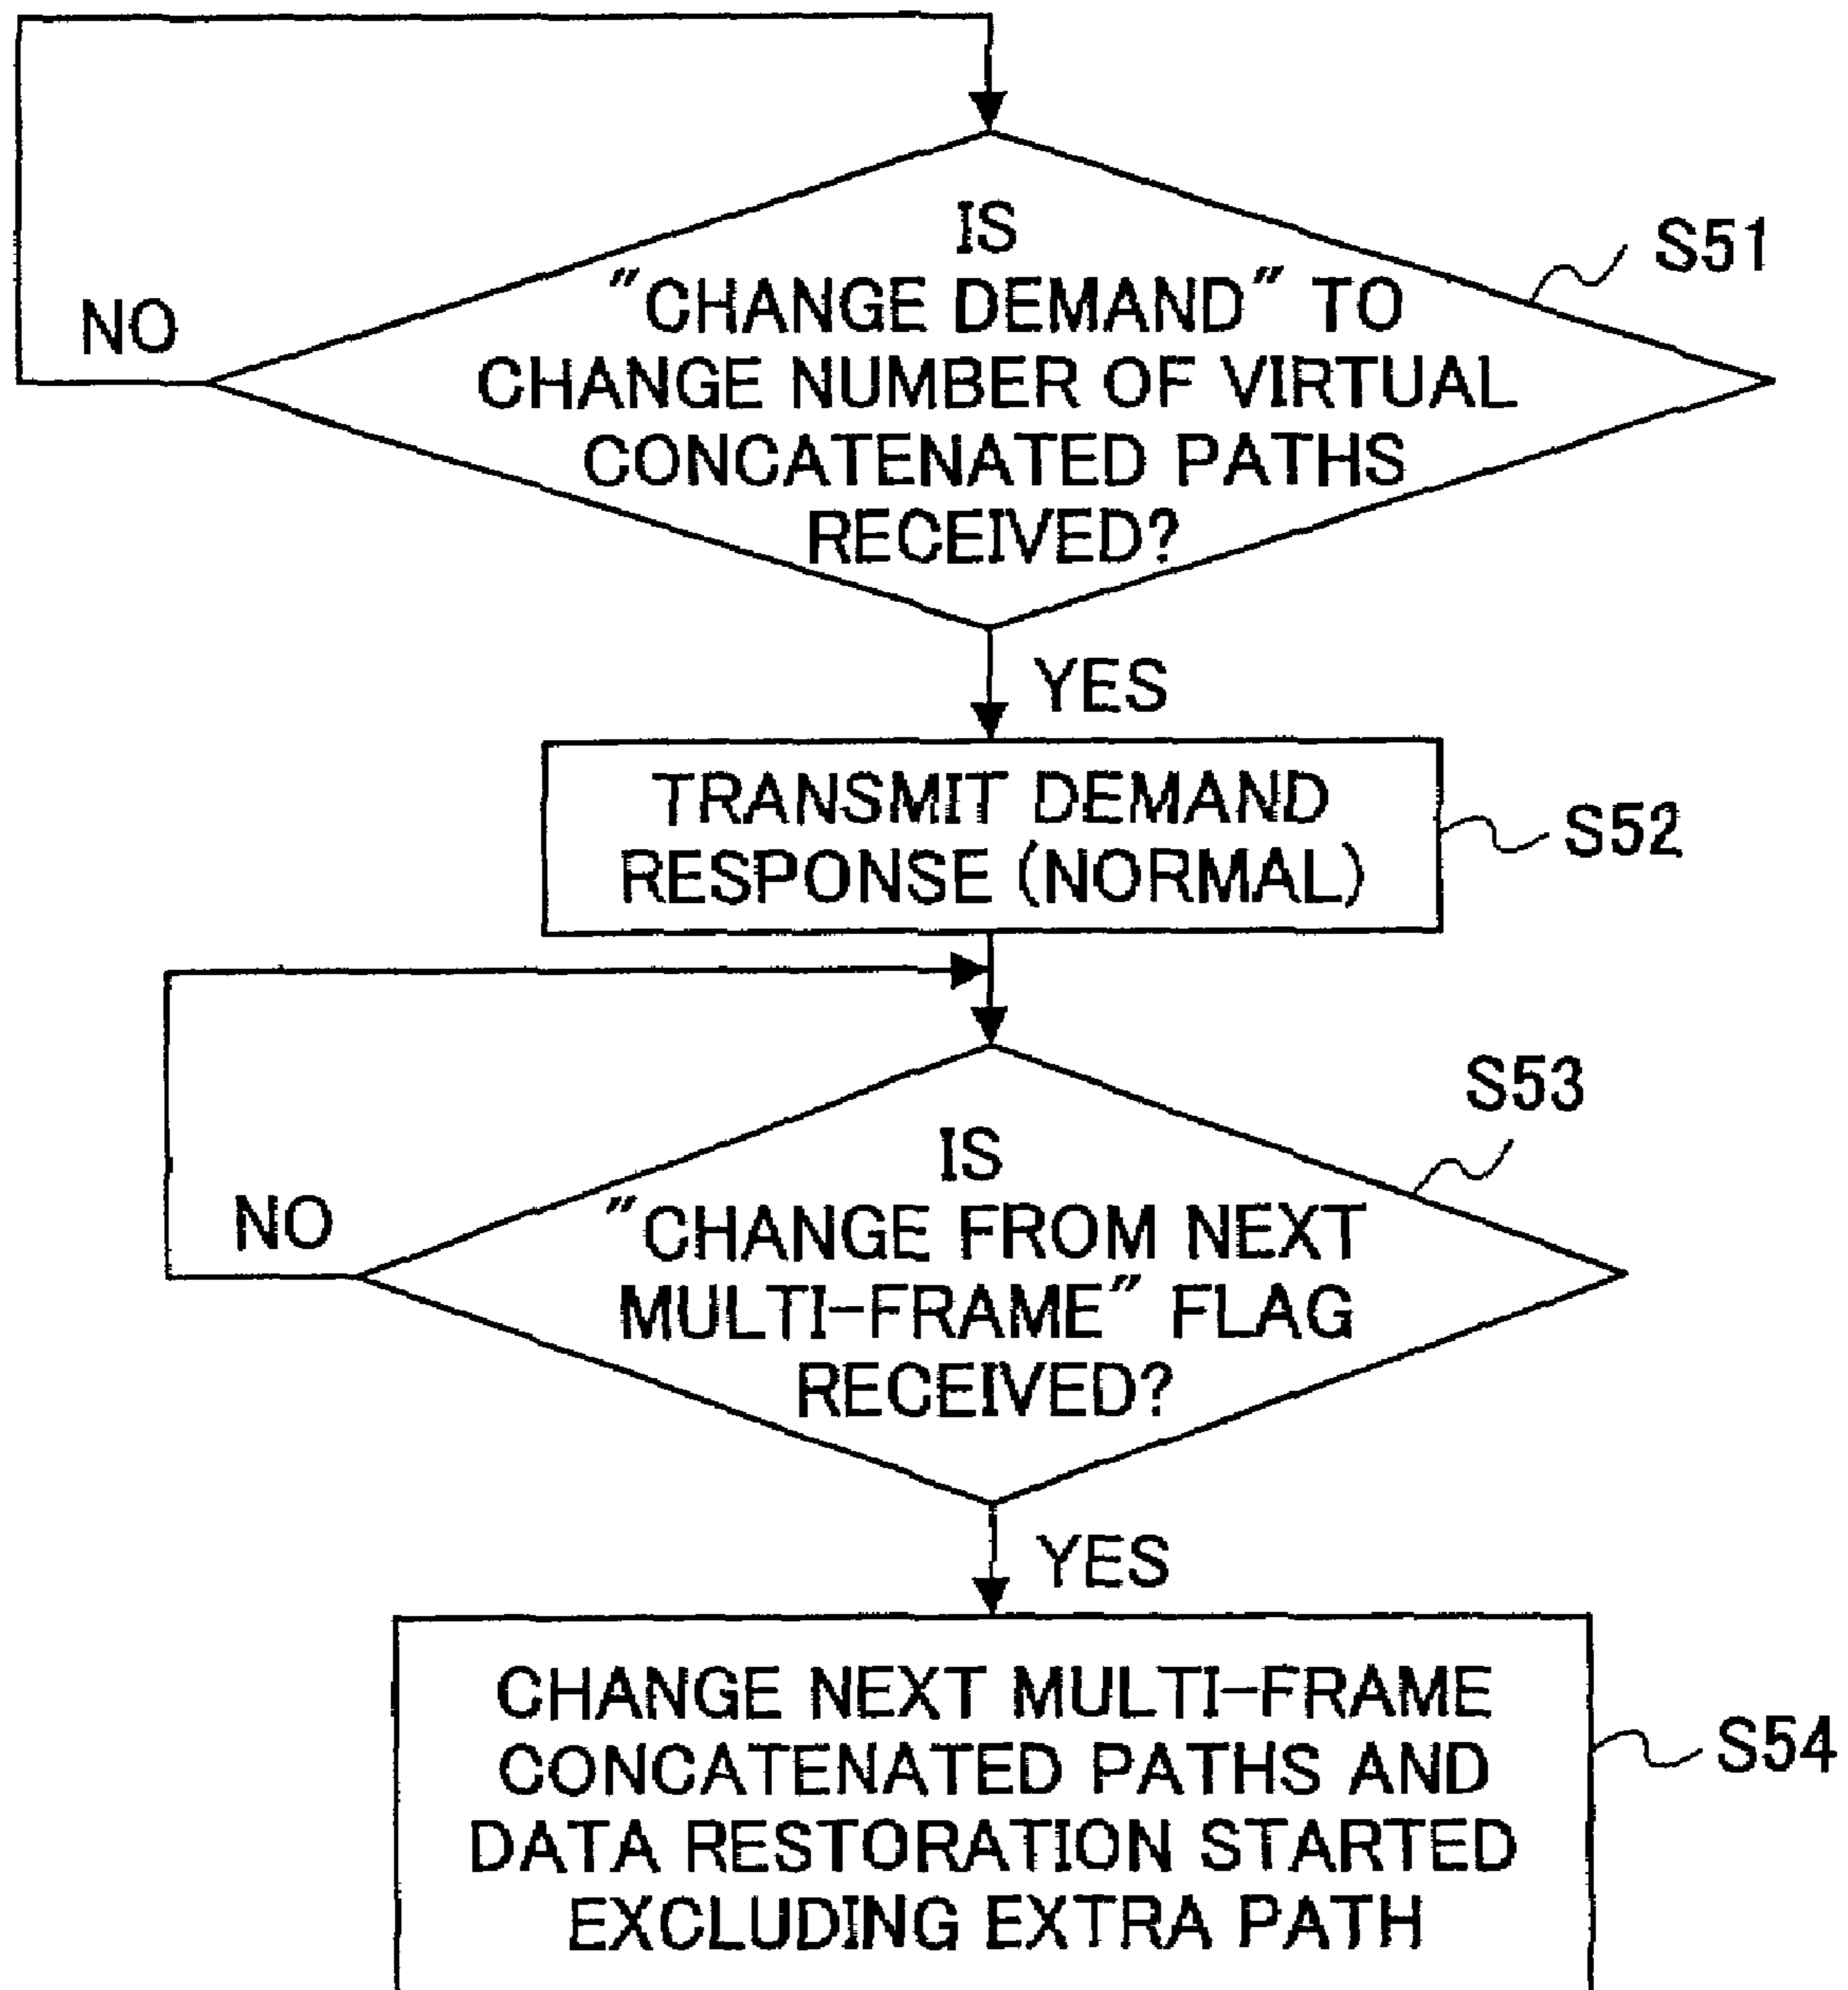 IS
"CHANGE DEMAND" TO
CHANGE NUMBER OF VIRTUAL
CONCATENATED PATHS
RECEIVED?
S51
NO
YES
TRANSMIT DEMAND
RESPONSE (NORMAL)
S52
IS
"CHANGE FROM NEXT
MULTI-FRAME" FLAG
RECEIVED?
S53
NO
YES
CHANGE NEXT MULTI-FRAME
CONCATENATED PATHS AND
DATA RESTORATION STARTED
EXCLUDING EXTRA PATH
S54